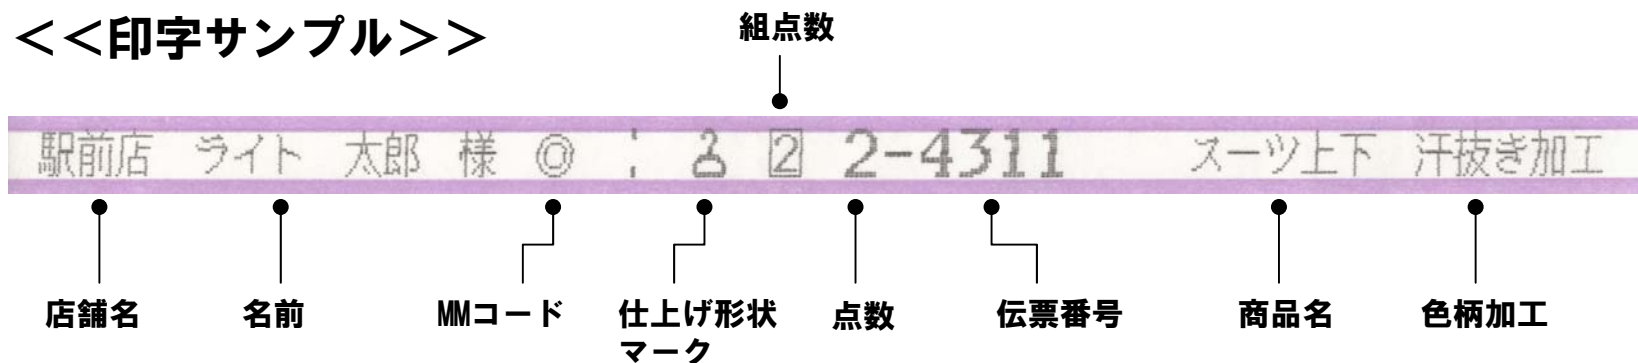 <<印字サンプル>>
組点数
駅前店 ライト 太郎 様 ◎ : 2 2-4311 スーツ上下 汗抜き加工
店舗名 名前 MMコード 仕上げ形状マーク 点数 伝票番号 商品名 色柄加工